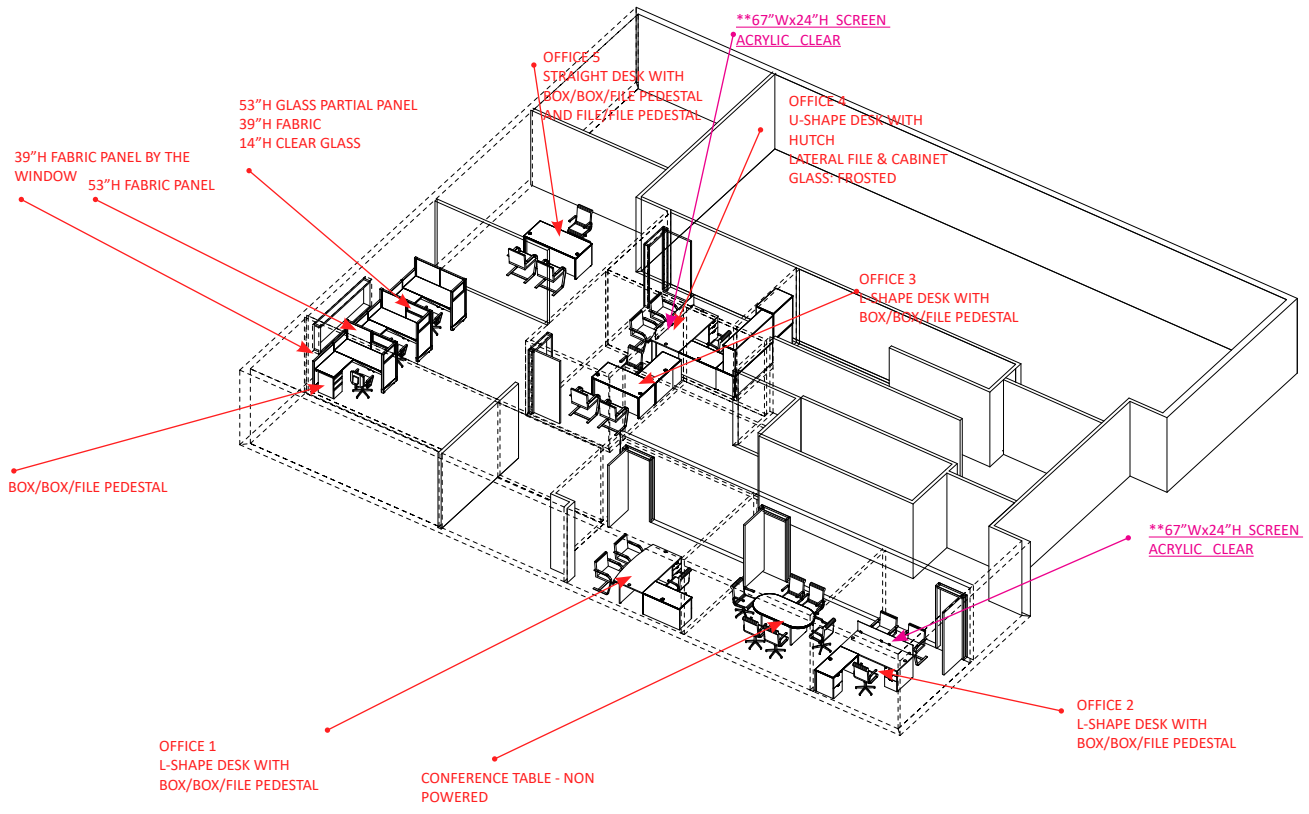 **67”Wx24”H SCREEN
ACRYLIC CLEAR
OFFICE 5
STRAIGHT DESK WITH
BOX/BOX/FILE PEDESTAL
AND FILE/FILE PEDESTAL
OFFICE 4
U-SHAPE DESK WITH
HUTCH
LATERAL FILE & CABINET
GLASS: FROSTED
53”H GLASS PARTIAL PANEL
39”H FABRIC
14”H CLEAR GLASS
39”H FABRIC PANEL BY THE
WINDOW
53”H FABRIC PANEL
OFFICE 3
L-SHAPE DESK WITH
BOX/BOX/FILE PEDESTAL
BOX/BOX/FILE PEDESTAL
**67”Wx24”H SCREEN
ACRYLIC CLEAR
OFFICE 2
L-SHAPE DESK WITH
BOX/BOX/FILE PEDESTAL
OFFICE 1
L-SHAPE DESK WITH
BOX/BOX/FILE PEDESTAL
CONFERENCE TABLE - NON
POWERED